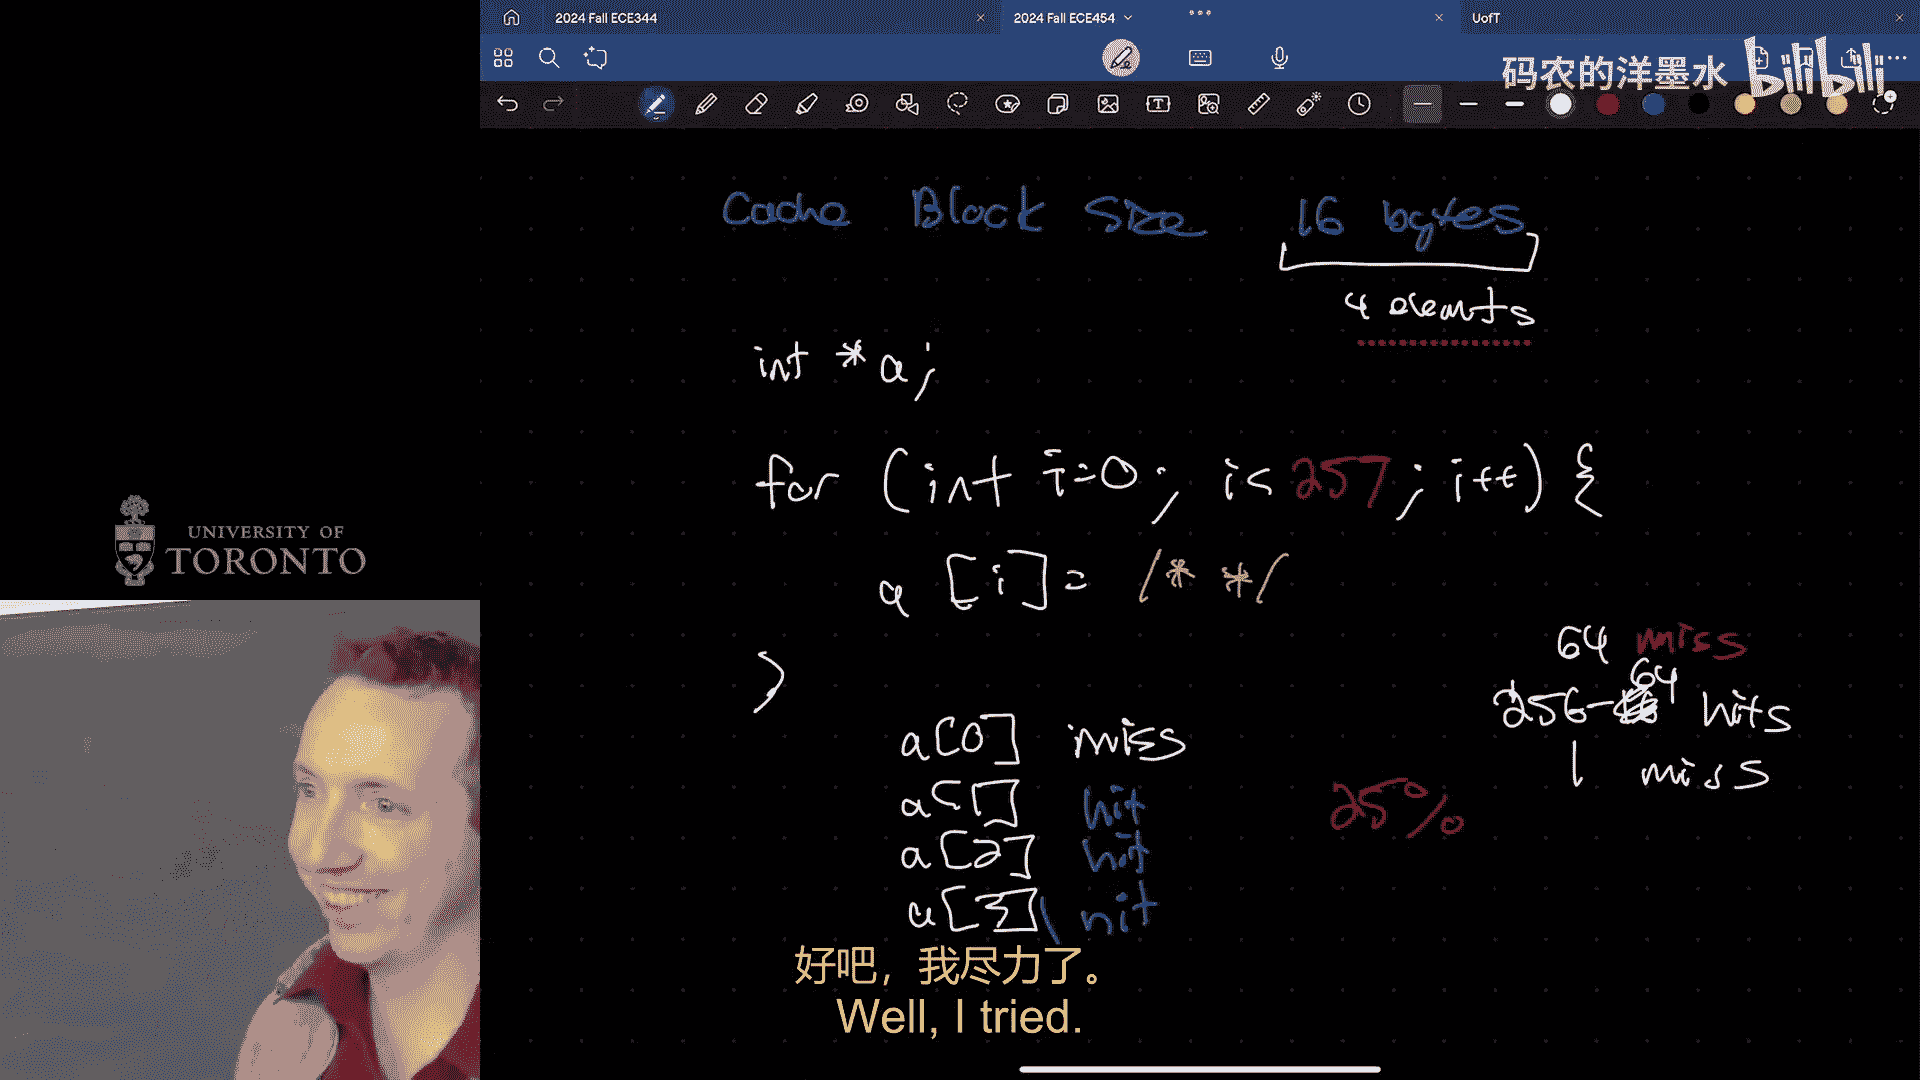 2024 Fall ECE344
2024 Fall ECE454
UofT
码农的洋墨水 bilibili
Cache Block Size 16 bytes
4 elements
int *a;
for (int i=0; i< 257; i++) {
a [i] = /* */
}
UNIVERSITY OF
TORONTO
64 miss
256-64 hits
1 miss
a[0] miss
a[1] hit
a[2] hit
a[3] hit
25%
好吧，我尽力了。
Well, I tried.